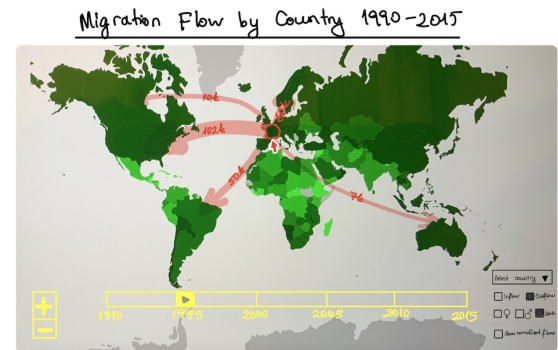 Migration Flow by Country 1990-2015
102k
50k
7k
Select country ▼
Inflow Outflow
♀ ♂ Both
Show normalized flows
+
−
1990 1995 2000 2005 2010 2015